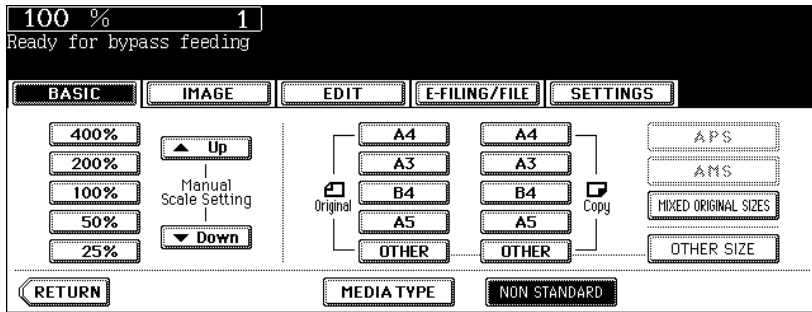 100 % 1
Ready for bypass feeding
BASIC IMAGE EDIT E-FILING/FILE SETTINGS
400% Up A4 A4 APS
200% A3 A3 AMS
100% Manual Scale Setting Original B4 B4 Copy MIXED ORIGINAL SIZES
50% A5 A5
25% Down OTHER OTHER OTHER SIZE
RETURN MEDIA TYPE NON STANDARD